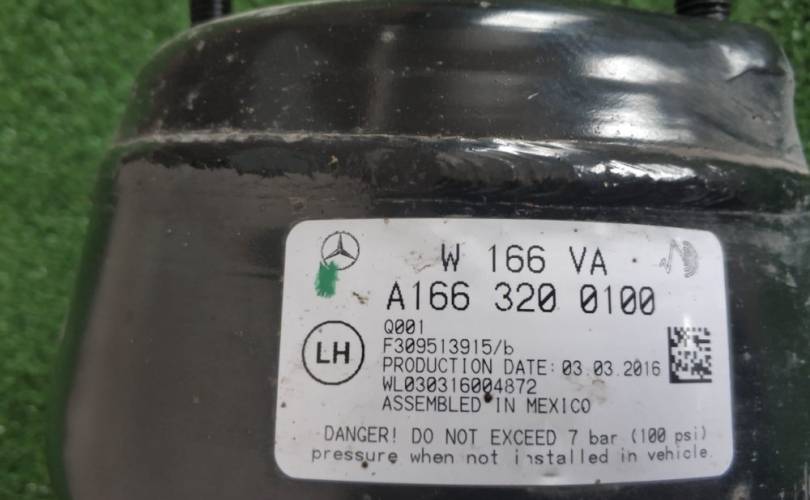 W 166 VA
A166 320 0100
Q001
F309513915/b
LH
PRODUCTION DATE: 03.03.2016
WL030316004872
ASSEMBLED IN MEXICO
DANGER! DO NOT EXCEED 7 bar (100 psi)
pressure when not installed in vehicle.